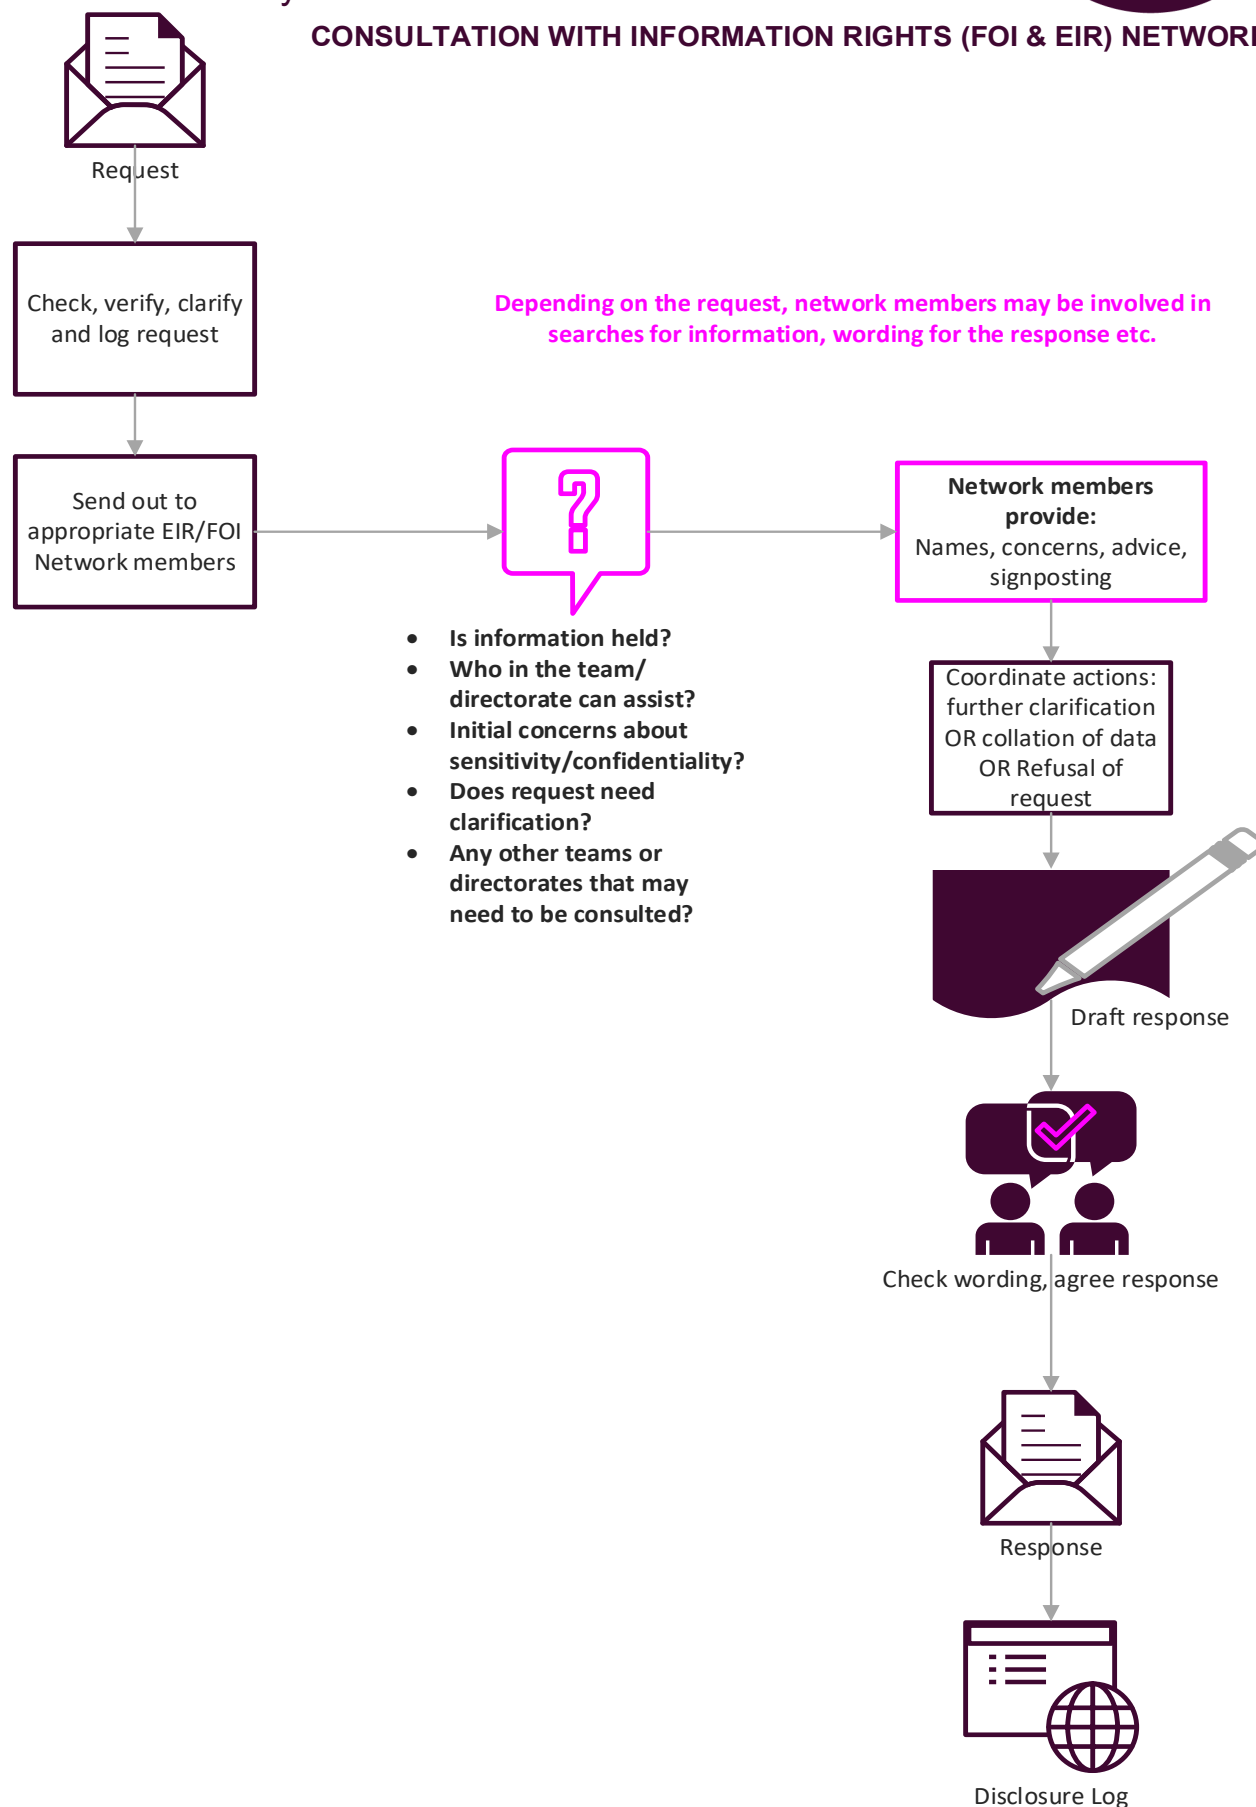 CONSULTATION WITH INFORMATION RIGHTS (FOI & EIR)
Request
Check, verify, clarify
and log request
Depending on the request, network members may be involved in
searches for information, wording for the response etc.
Send out to
appropriate EIR/FOI
Network members
?
Network members
provide:
Names, concerns, advice,
signposting
• Is information held?
• Who in the team/
directorate can assist?
• Initial concerns about
sensitivity/confidentiality?
• Does request need
clarification?
• Any other teams or
directorates that may
need to be consulted?
Coordinate actions:
further clarification
OR collation of data
OR Refusal of
request
Draft response
Check wording, agree response
Response
Disclosure Log